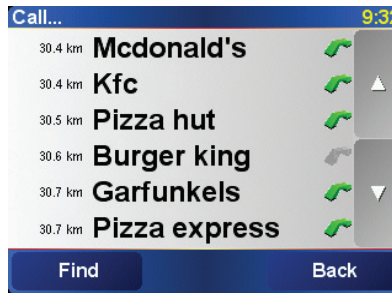 Call... 9:3
30.4 km Mcdonald's
30.4 km Kfc
30.5 km Pizza hut
30.6 km Burger king
30.7 km Garfunkels
30.7 km Pizza express
Find Back